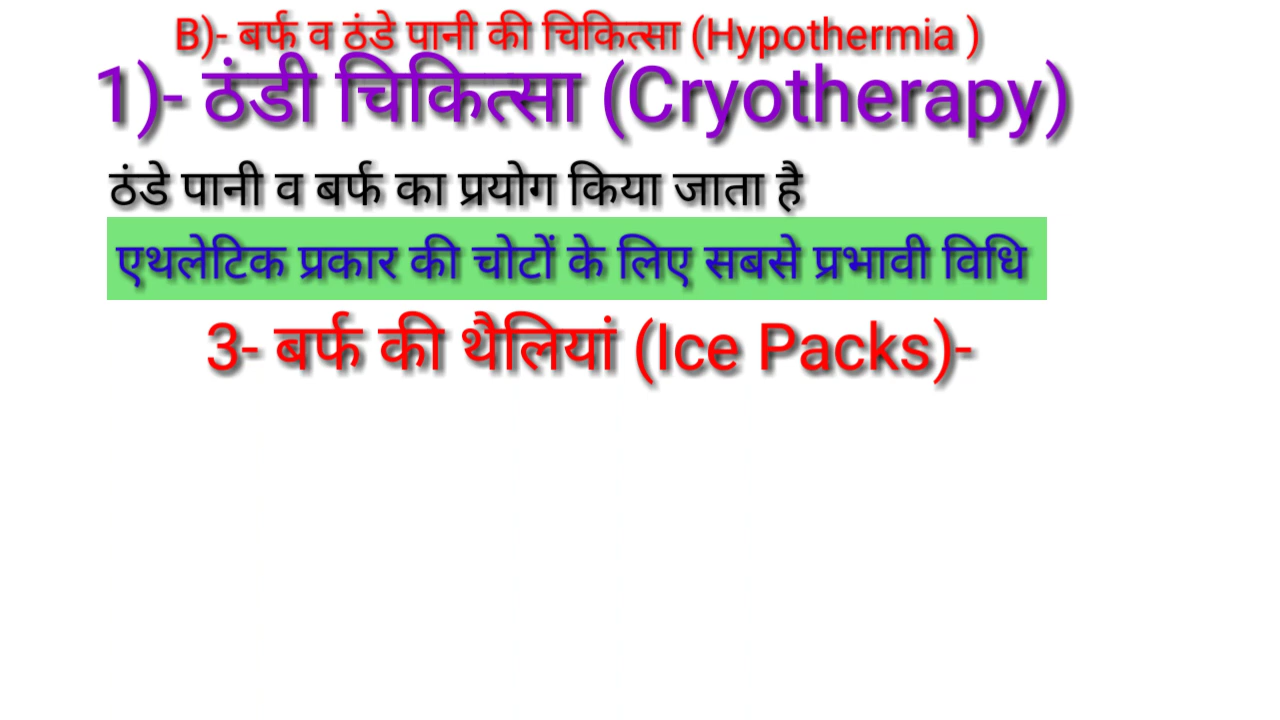 B)- बर्फ व ठंडे पानी की चिकित्सा (Hypothermia )
1)- ठंडी चिकित्सा (Cryotherapy)
ठंडे पानी व बर्फ का प्रयोग किया जाता है
एथलेटिक प्रकार की चोटों के लिए सबसे प्रभावी विधि
3- बर्फ की थैलियां (Ice Packs)-